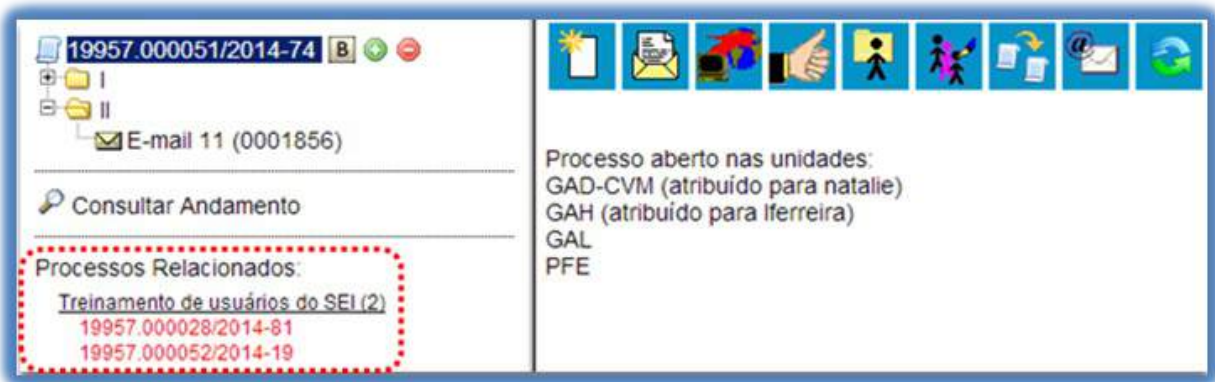 19957.000051/2014-74 B
I
II
E-mail 11 (0001856)
Consultar Andamento
Processos Relacionados:
Treinamento de usuários do SEI (2)
19957.000028/2014-81
19957.000052/2014-19
@
Processo aberto nas unidades:
GAD-CVM (atribuído para natalie)
GAH (atribuído para lferreira)
GAL
PFE